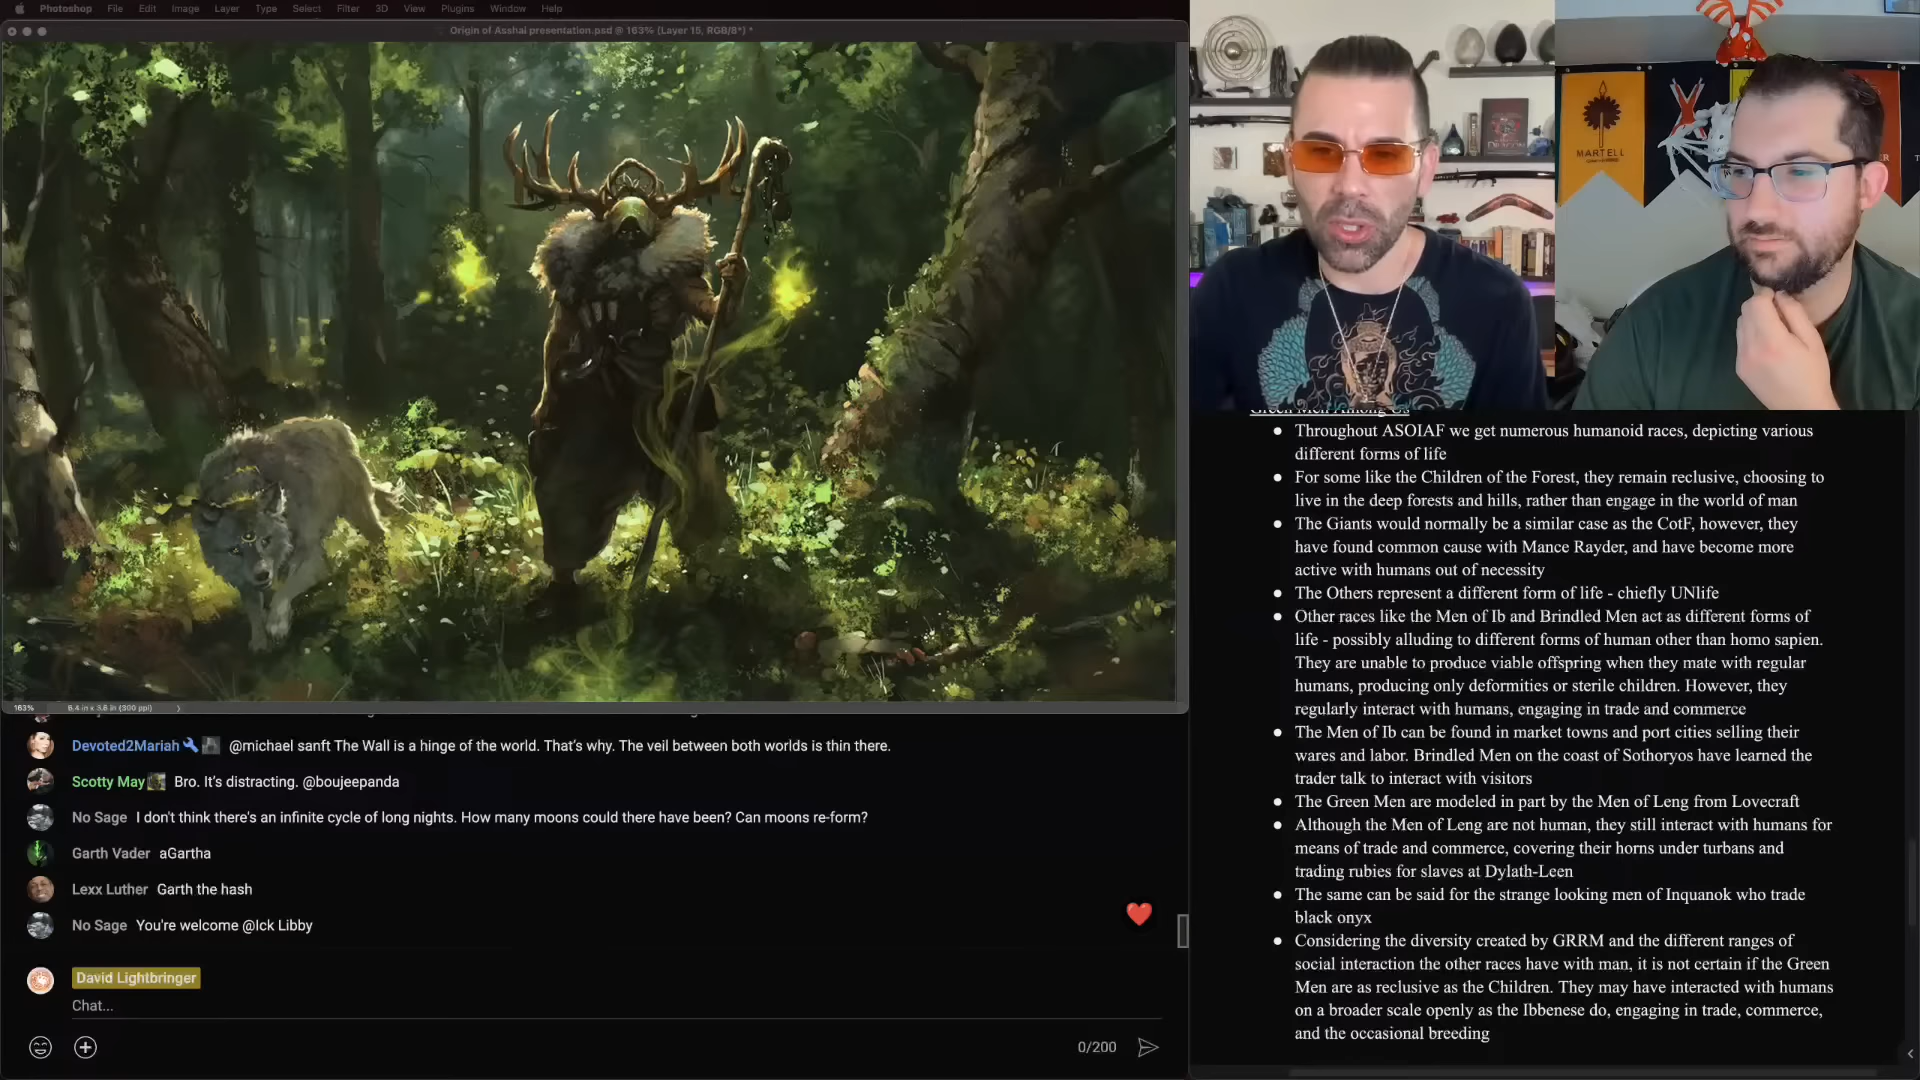 Photoshop File Edit Image Layer Type Select Filter 3D View Plugins Window Help
Origin of Asshai presentation.psd @ 163% (Layer 15, RGB/8*) *
MARTELL
DRAGON
163% 6.4 in x 3.6 in (300 ppi)
Devoted2Mariah @michael sanft The Wall is a hinge of the world. That's why. The veil between both worlds is thin there.
Scotty May Bro. It's distracting. @boujeepanda
No Sage I don't think there's an infinite cycle of long nights. How many moons could there have been? Can moons re-form?
Garth Vader aGartha
Lexx Luther Garth the hash
No Sage You're welcome @Ick Libby
David Lightbringer
Chat...
0/200
Green Men Among Us
● Throughout ASOIAF we get numerous humanoid races, depicting various
different forms of life
● For some like the Children of the Forest, they remain reclusive, choosing to
live in the deep forests and hills, rather than engage in the world of man
● The Giants would normally be a similar case as the CotF, however, they
have found common cause with Mance Rayder, and have become more
active with humans out of necessity
● The Others represent a different form of life - chiefly UNlife
● Other races like the Men of Ib and Brindled Men act as different forms of
life - possibly alluding to different forms of human other than homo sapien.
They are unable to produce viable offspring when they mate with regular
humans, producing only deformities or sterile children. However, they
regularly interact with humans, engaging in trade and commerce
● The Men of Ib can be found in market towns and port cities selling their
wares and labor. Brindled Men on the coast of Sothoryos have learned the
trader talk to interact with visitors
● The Green Men are modeled in part by the Men of Leng from Lovecraft
● Although the Men of Leng are not human, they still interact with humans for
means of trade and commerce, covering their horns under turbans and
trading rubies for slaves at Dylath-Leen
● The same can be said for the strange looking men of Inquanok who trade
black onyx
● Considering the diversity created by GRRM and the different ranges of
social interaction the other races have with man, it is not certain if the Green
Men are as reclusive as the Children. They may have interacted with humans
on a broader scale openly as the Ibbenese do, engaging in trade, commerce,
and the occasional breeding